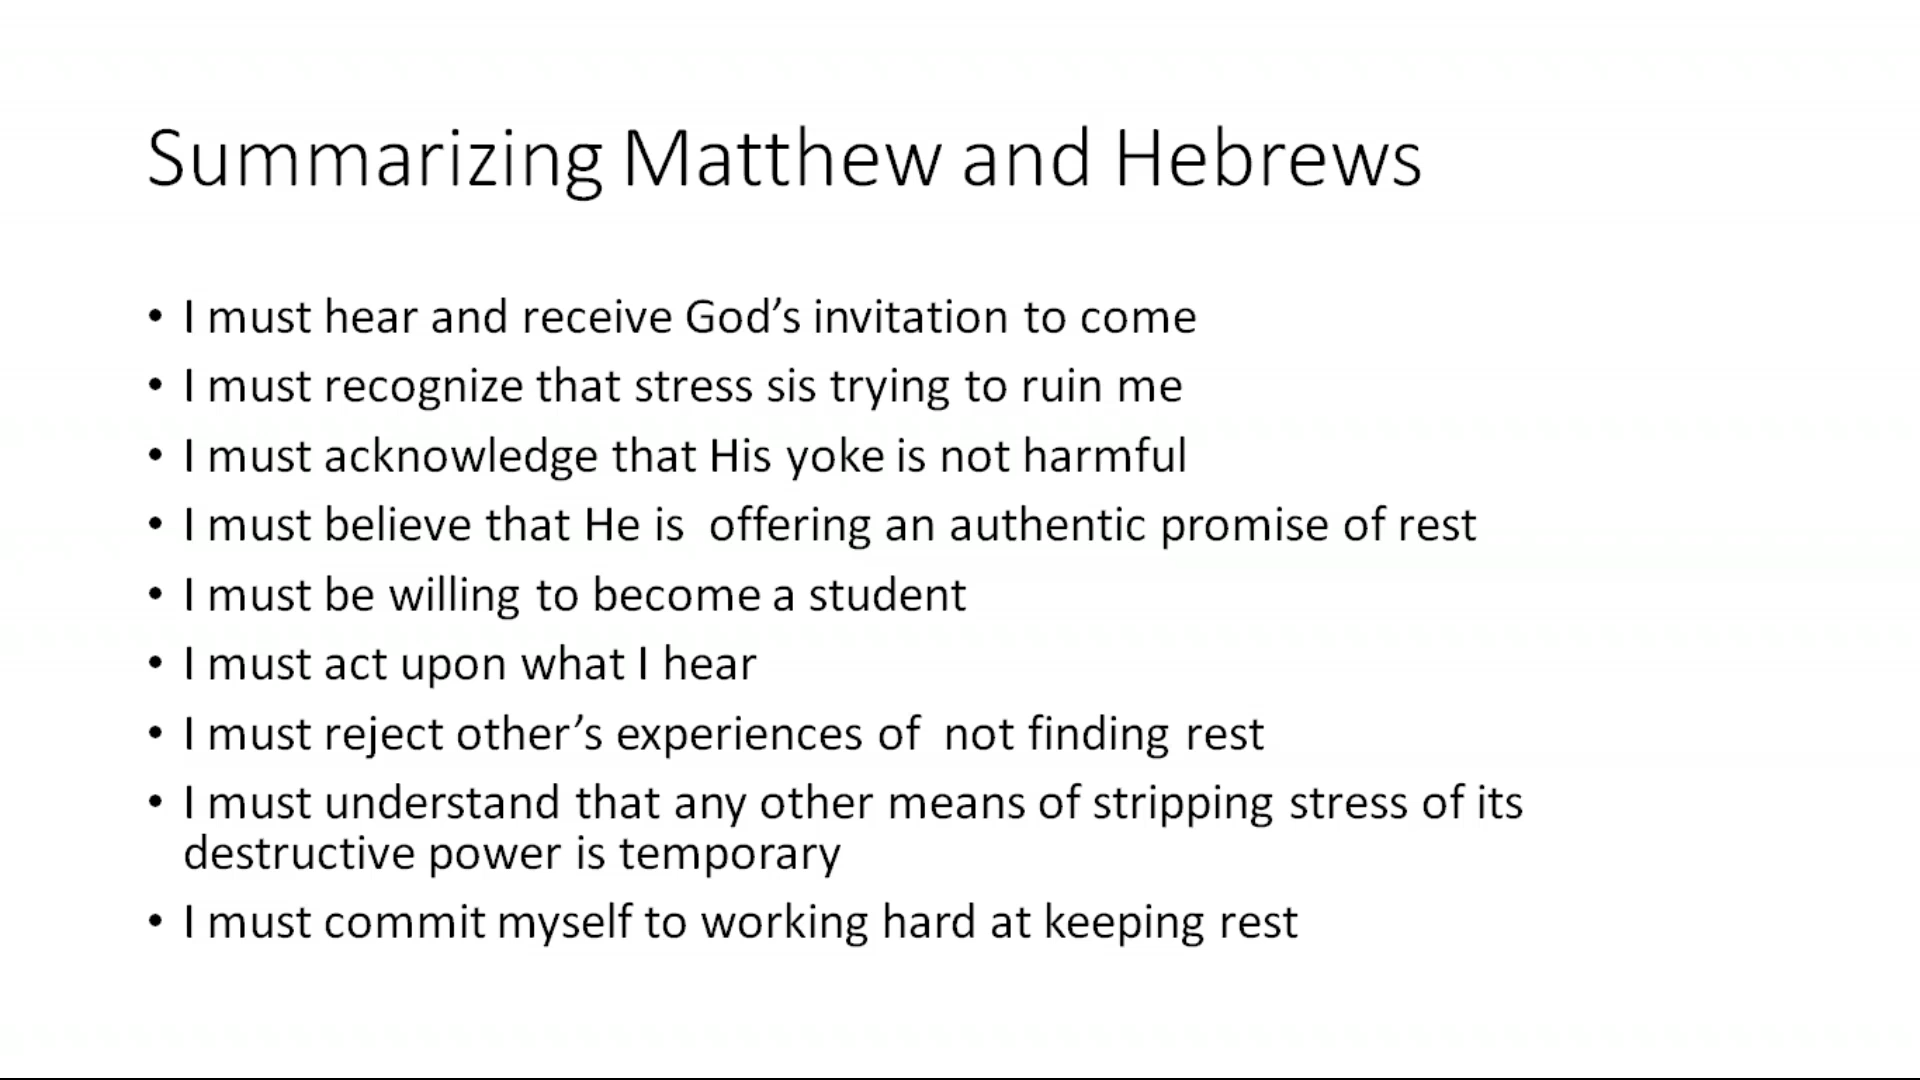 Summarizing Matthew and Hebrews
• I must hear and receive God’s invitation to come
• I must recognize that stress sis trying to ruin me
• I must acknowledge that His yoke is not harmful
• I must believe that He is  offering an authentic promise of rest
• I must be willing to become a student
• I must act upon what I hear
• I must reject other’s experiences of  not finding rest
• I must understand that any other means of stripping stress of its
destructive power is temporary
• I must commit myself to working hard at keeping rest